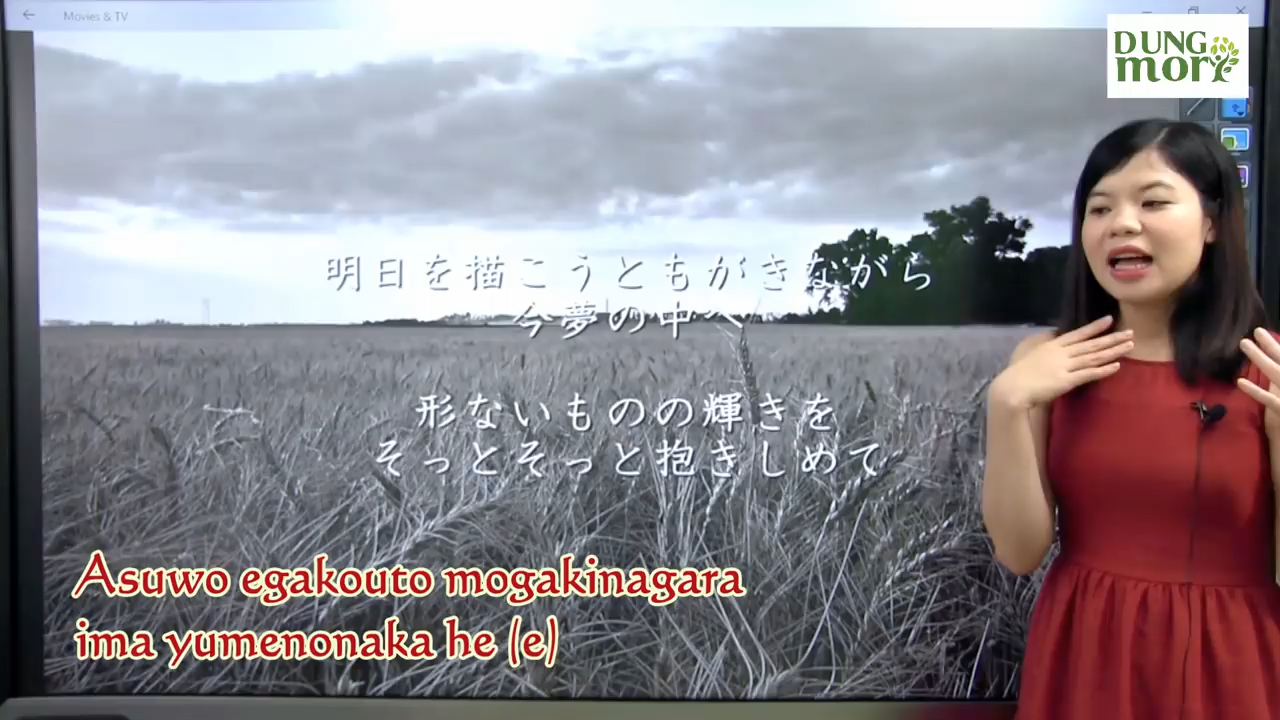 Movies & TV
DUNG
mori
明日を描こうともがきながら
今夢の中へ
形ないものの輝きを
そっとそっと抱きしめて
Asuwo egakouto mogakinagara
ima yumenonaka he (e)